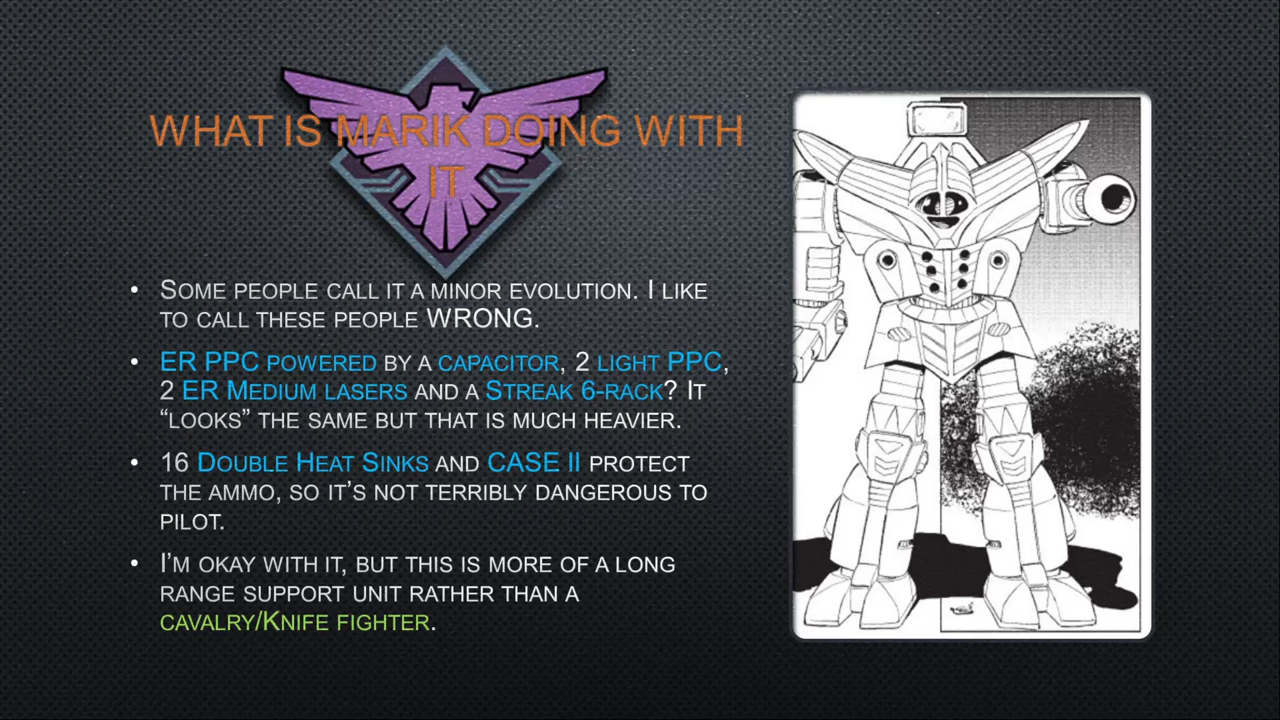 WHAT IS MARIK DOING WITH
IT
• SOME PEOPLE CALL IT A MINOR EVOLUTION. I LIKE
TO CALL THESE PEOPLE WRONG.
• ER PPC POWERED BY A CAPACITOR, 2 LIGHT PPC,
2 ER MEDIUM LASERS AND A STREAK 6-RACK? IT
“LOOKS” THE SAME BUT THAT IS MUCH HEAVIER.
• 16 DOUBLE HEAT SINKS AND CASE II PROTECT
THE AMMO, SO IT’S NOT TERRIBLY DANGEROUS TO
PILOT.
• I’M OKAY WITH IT, BUT THIS IS MORE OF A LONG
RANGE SUPPORT UNIT RATHER THAN A
CAVALRY/KNIFE FIGHTER.